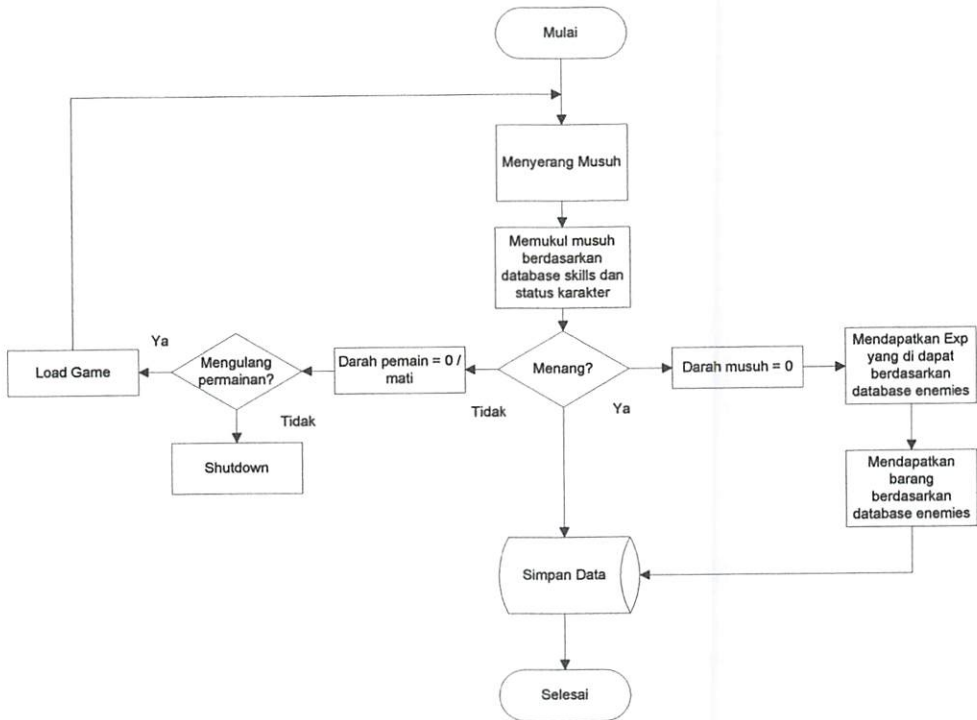 Mulai
Menyerang Musuh
Memukul musuh
berdasarkan
database skills dan
status karakter
Menang?
Tidak
Ya
Darah pemain = 0 /
mati
Mengulang
permainan?
Ya
Tidak
Load Game
Shutdown
Darah musuh = 0
Mendapatkan Exp
yang di dapat
berdasarkan
database enemies
Mendapatkan
barang
berdasarkan
database enemies
Simpan Data
Selesai